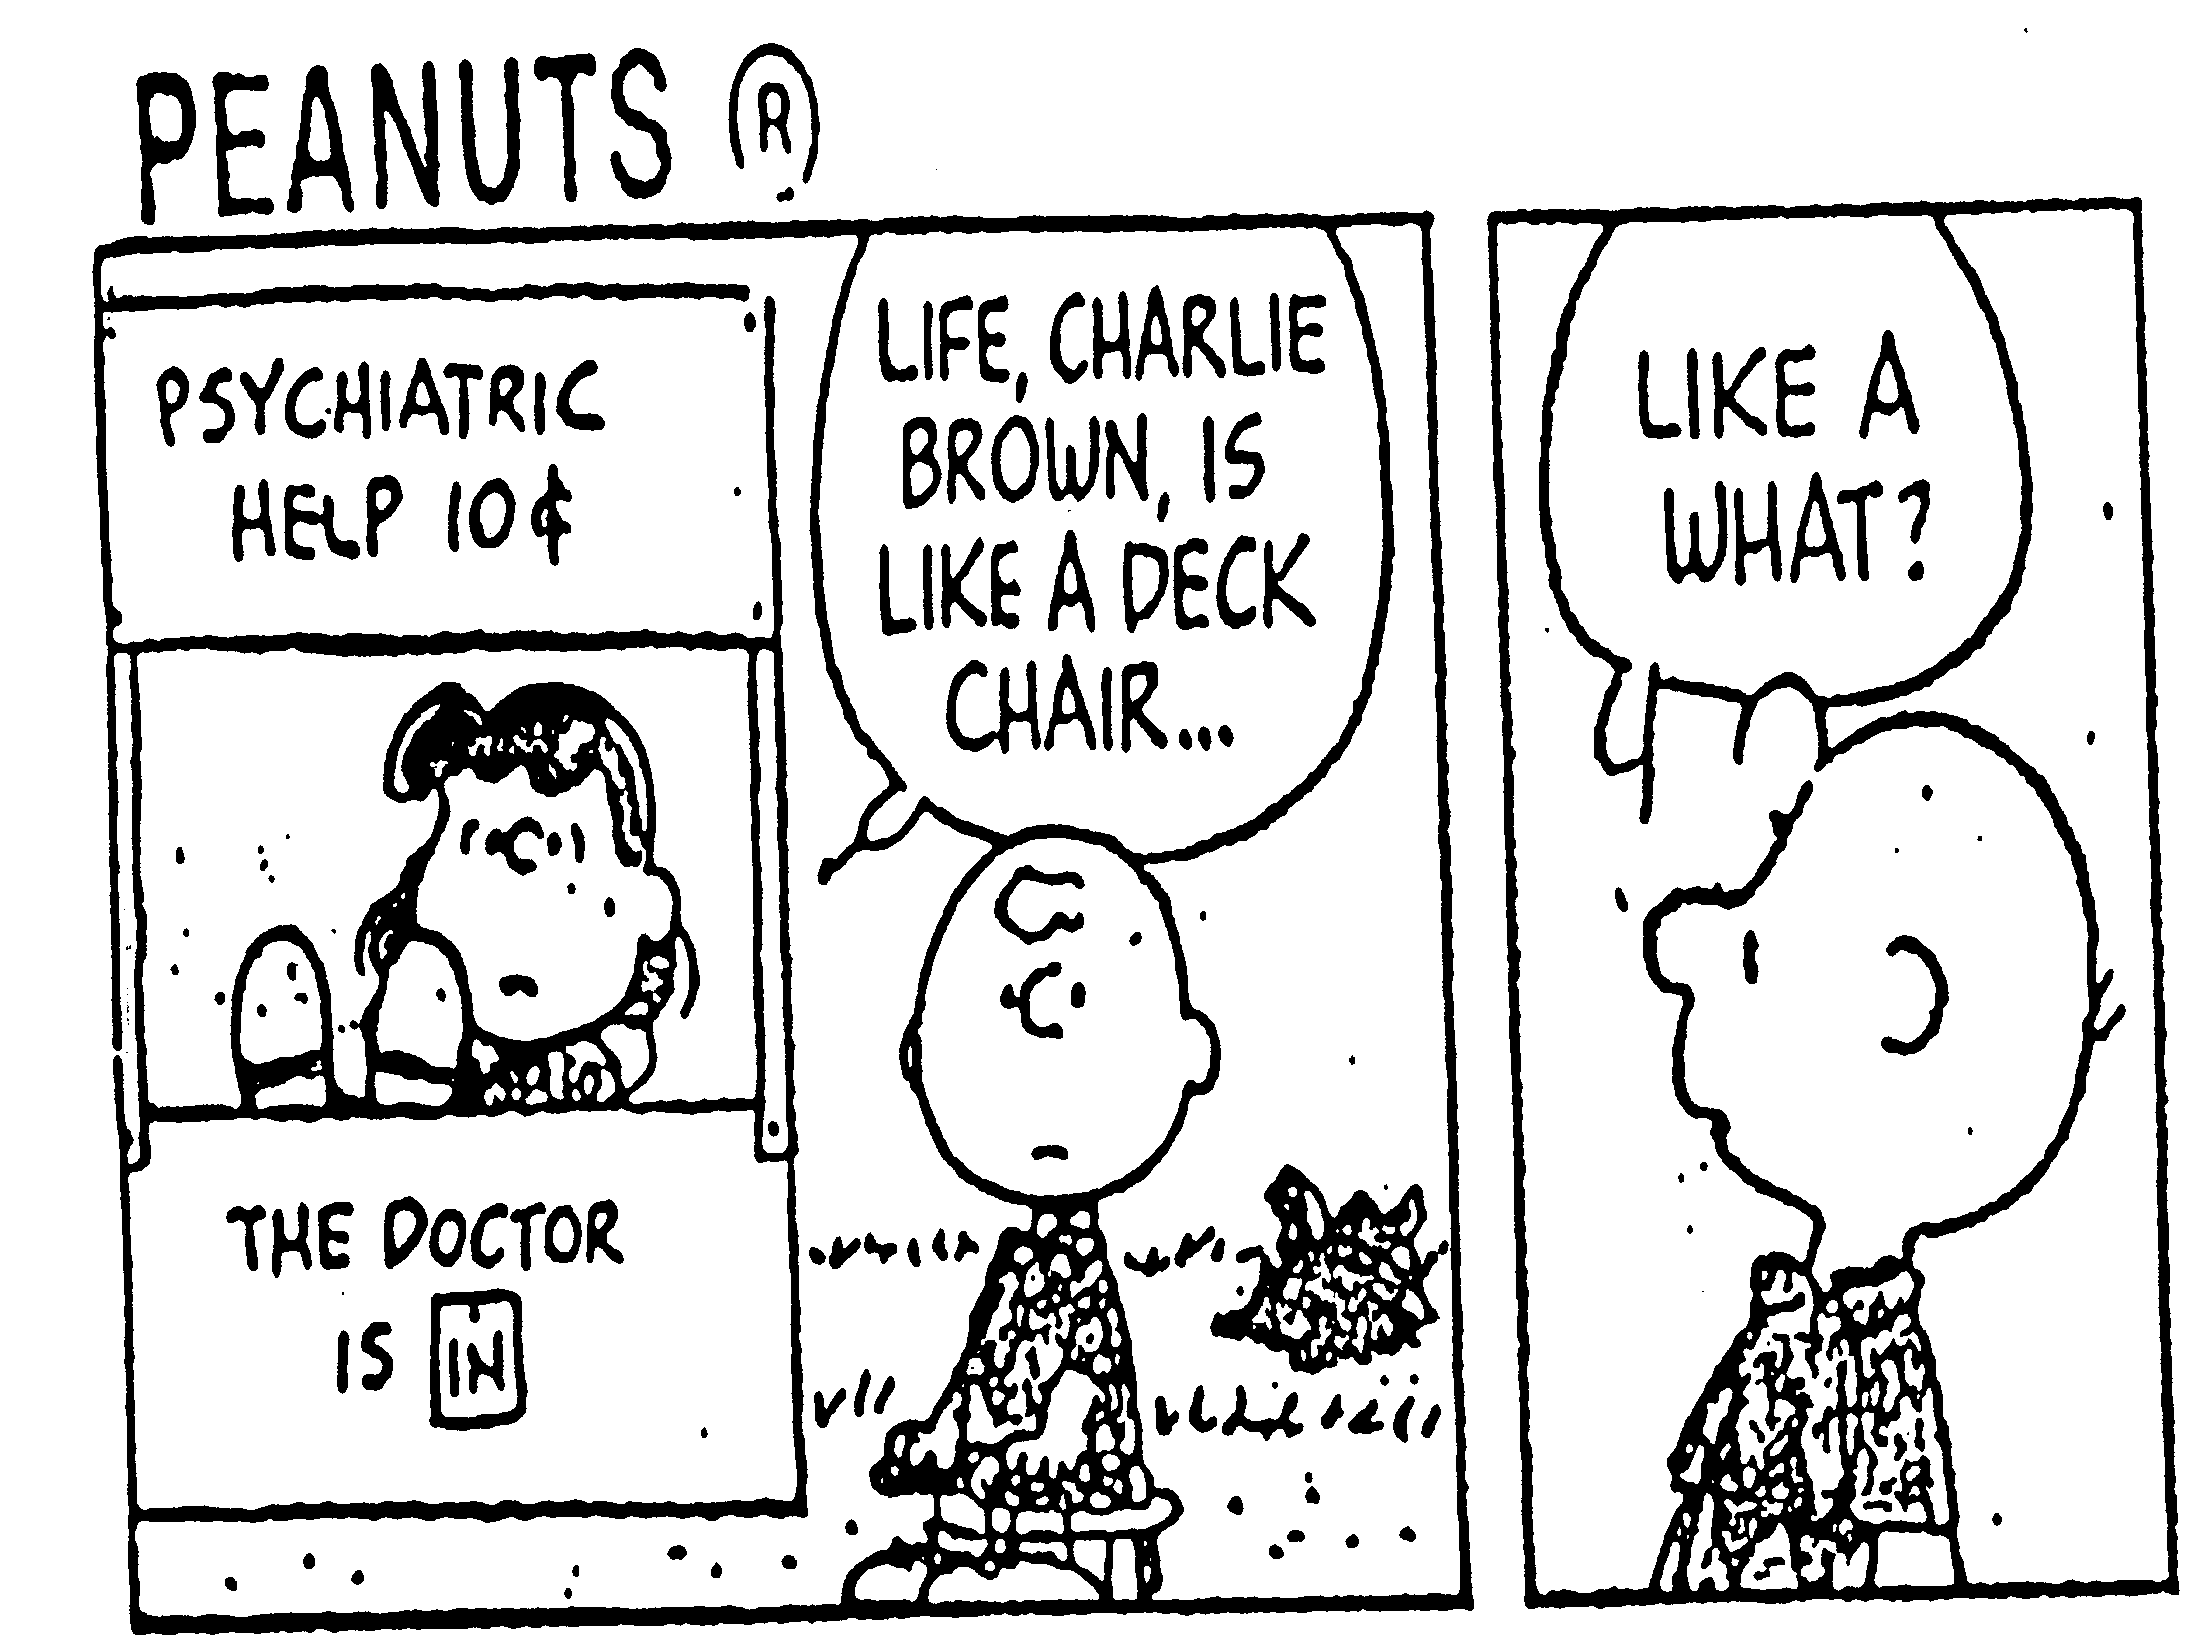 PEANUTS ®
PSYCHIATRIC
HELP 10¢
THE DOCTOR
IS IN
LIFE, CHARLIE
BROWN, IS
LIKE A DECK
CHAIR...
LIKE A
WHAT?